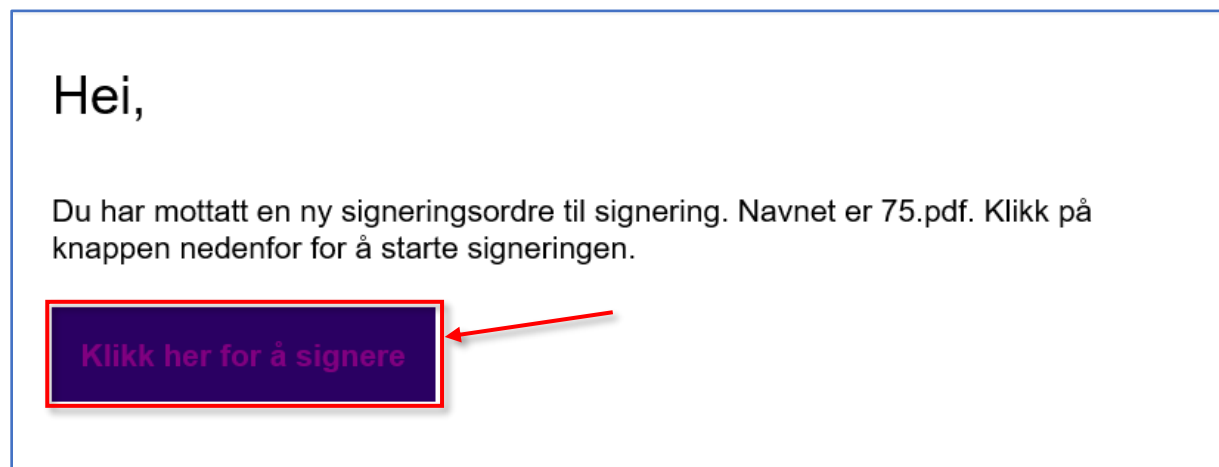 Hei,
Du har mottatt en ny signeringsordre til signering. Navnet er 75.pdf. Klikk på
knappen nedenfor for å starte signeringen.
Klikk her for å signere